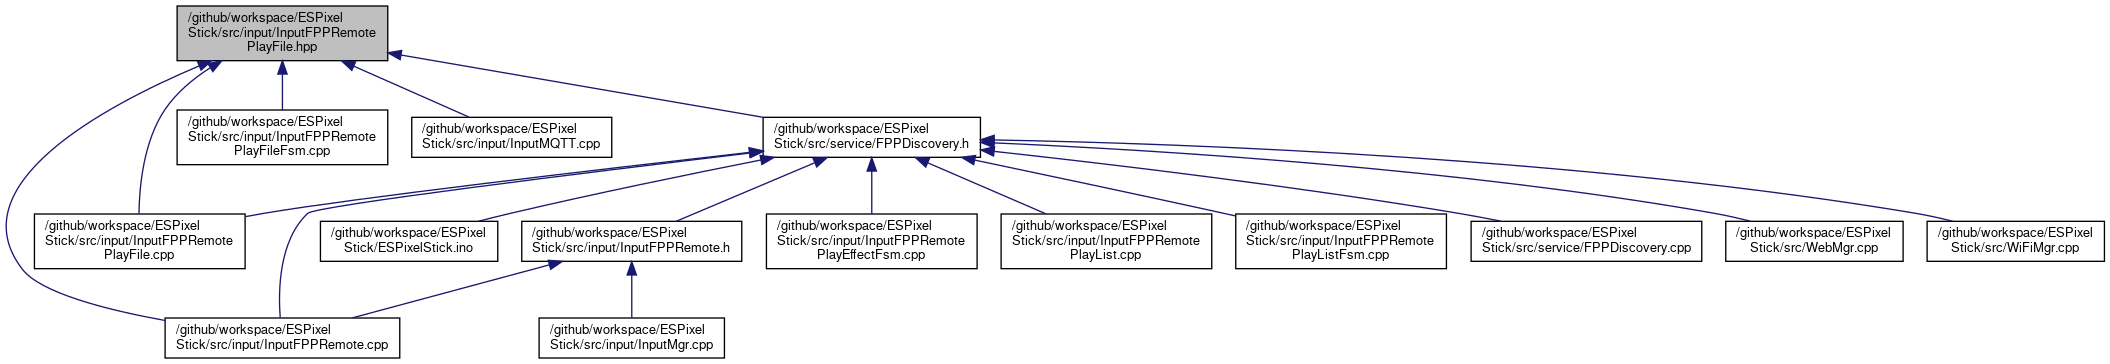 /github/workspace/ESPixel
Stick/src/input/InputFPPRemote
PlayFile.hpp
/github/workspace/ESPixel
Stick/src/input/InputFPPRemote
PlayFileFsm.cpp
/github/workspace/ESPixel
Stick/src/input/InputMQTT.cpp
/github/workspace/ESPixel
Stick/src/service/FPPDiscovery.h
/github/workspace/ESPixel
Stick/src/input/InputFPPRemote
PlayFile.cpp
/github/workspace/ESPixel
Stick/ESPixelStick.ino
/github/workspace/ESPixel
Stick/src/input/InputFPPRemote.h
/github/workspace/ESPixel
Stick/src/input/InputFPPRemote
PlayEffectFsm.cpp
/github/workspace/ESPixel
Stick/src/input/InputFPPRemote
PlayList.cpp
/github/workspace/ESPixel
Stick/src/input/InputFPPRemote
PlayListFsm.cpp
/github/workspace/ESPixel
Stick/src/service/FPPDiscovery.cpp
/github/workspace/ESPixel
Stick/src/WebMgr.cpp
/github/workspace/ESPixel
Stick/src/WiFiMgr.cpp
/github/workspace/ESPixel
Stick/src/input/InputFPPRemote.cpp
/github/workspace/ESPixel
Stick/src/input/InputMgr.cpp